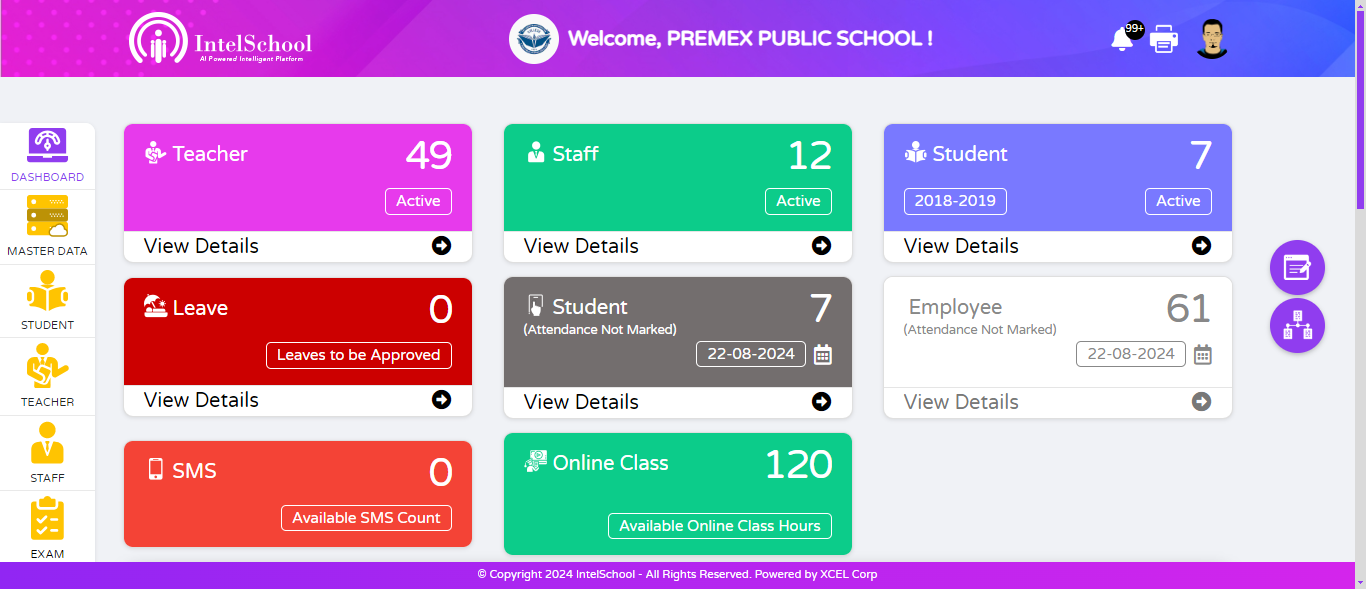 IntelSchool
AI Powered Intelligent Platform
Welcome, PREMEX PUBLIC SCHOOL !
99+
DASHBOARD
MASTER DATA
STUDENT
TEACHER
STAFF
EXAM
Teacher 49
Active
View Details
Staff 12
Active
View Details
Student 7
2018-2019 Active
View Details
Leave 0
Leaves to be Approved
View Details
Student 7
(Attendance Not Marked)
22-08-2024
View Details
Employee 61
(Attendance Not Marked)
22-08-2024
View Details
SMS 0
Available SMS Count
Online Class 120
Available Online Class Hours
© Copyright 2024 IntelSchool - All Rights Reserved. Powered by XCEL Corp